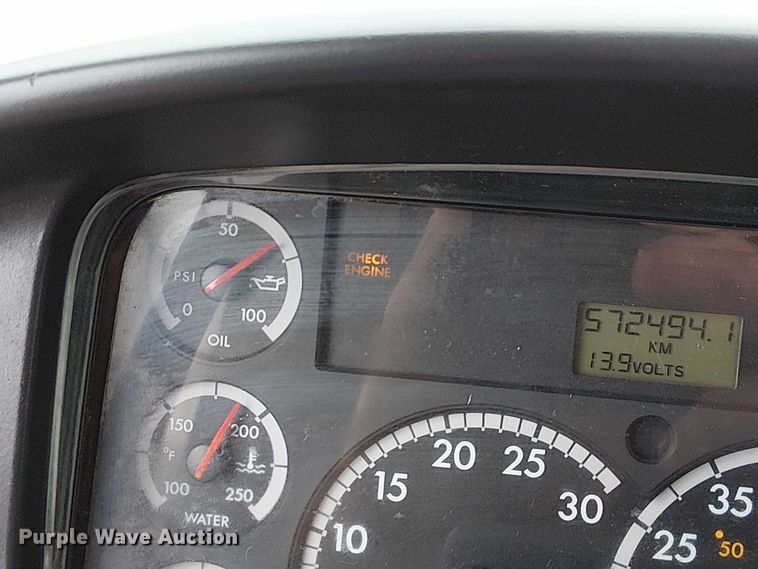 50
PSI
0
100
OIL
CHECK
ENGINE
572494.1
KM
13.9VOLTS
150
200
°F
100
250
WATER
10
15
20
25
30
25
35
50
Purple Wave Auction